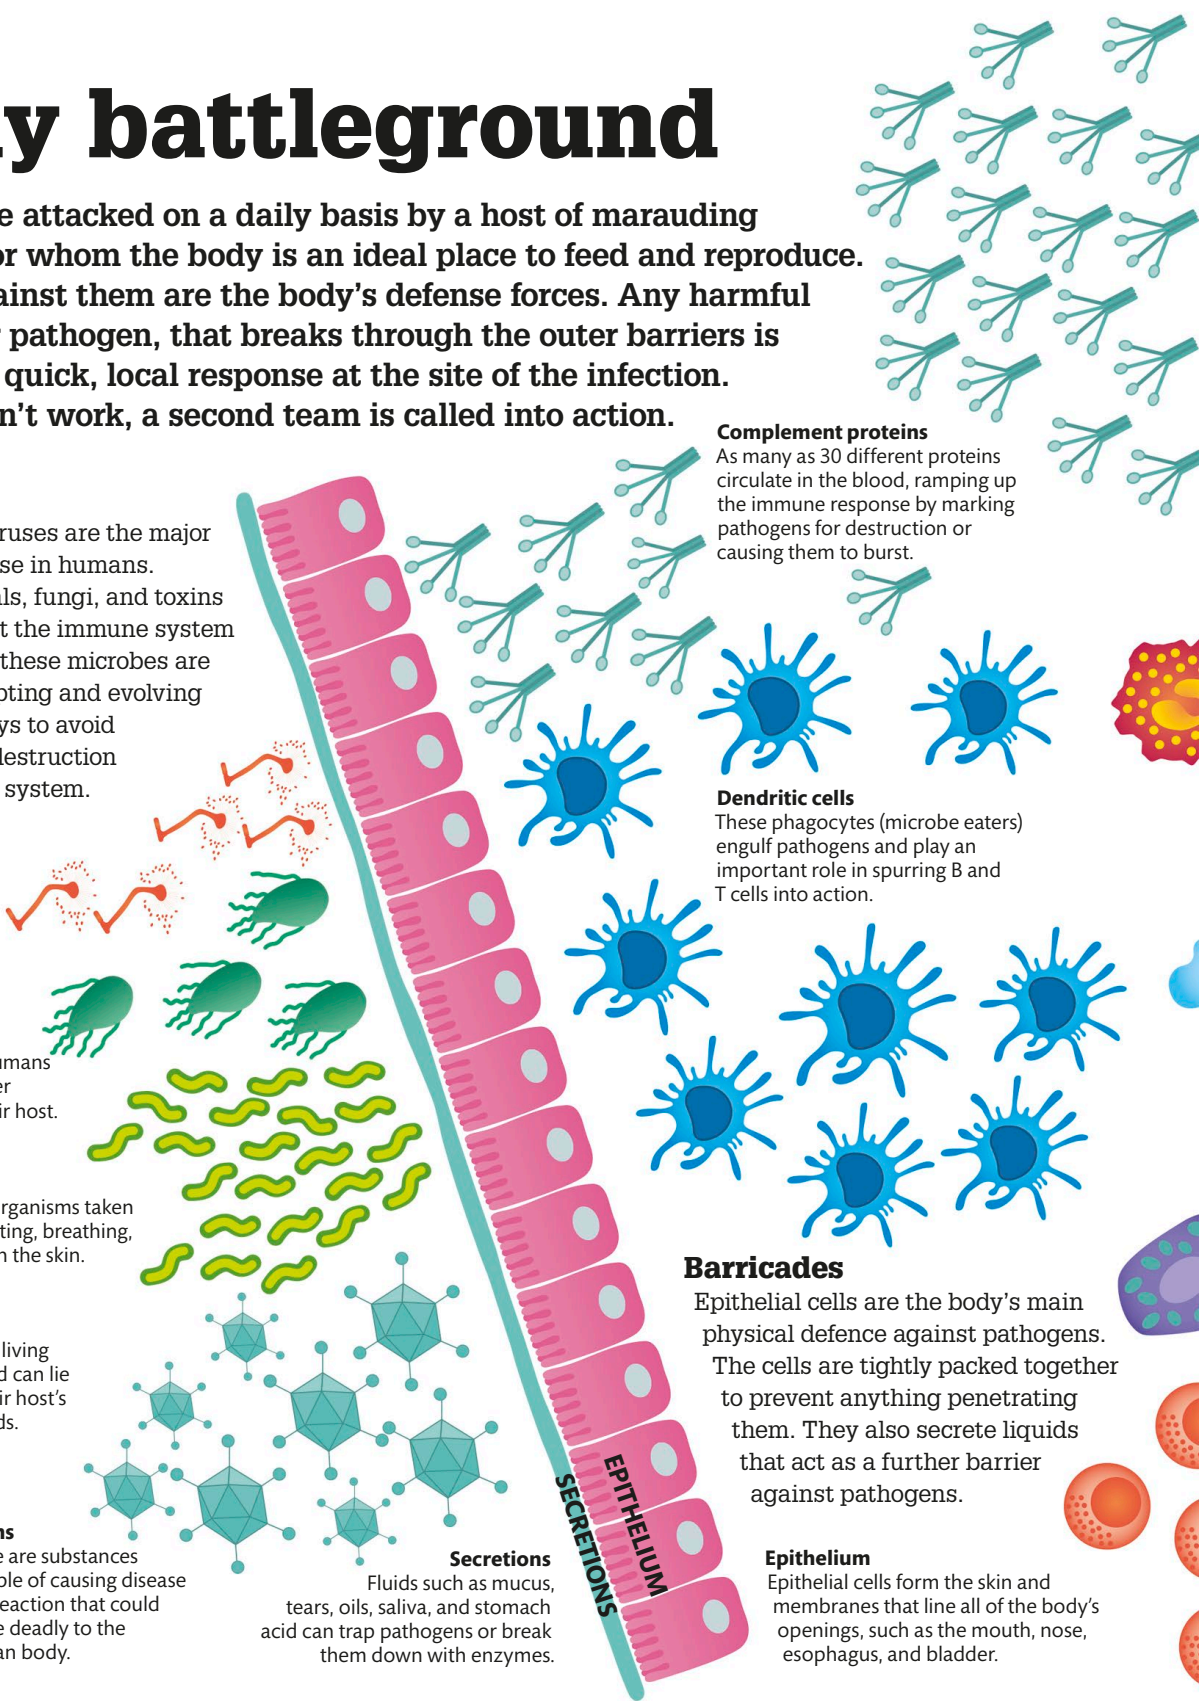 y battleground
e attacked on a daily basis by a host of marauding
or whom the body is an ideal place to feed and reproduce.
ainst them are the body's defense forces. Any harmful
pathogen, that breaks through the outer barriers is
quick, local response at the site of the infection.
n't work, a second team is called into action.
Complement proteins
As many as 30 different proteins
circulate in the blood, ramping up
the immune response by marking
pathogens for destruction or
causing them to burst.
ruses are the major
se in humans.
ls, fungi, and toxins
t the immune system
these microbes are
pting and evolving
ys to avoid
destruction
system.
Dendritic cells
These phagocytes (microbe eaters)
engulf pathogens and play an
important role in spurring B and
T cells into action.
umans
er
ir host.
rganisms taken
ting, breathing,
n the skin.
living
d can lie
ir host's
ds.
Barricades
Epithelial cells are the body's main
physical defence against pathogens.
The cells are tightly packed together
to prevent anything penetrating
them. They also secrete liquids
that act as a further barrier
against pathogens.
EPITHELIUM
SECRETIONS
ns
e are substances
ble of causing disease
eaction that could
e deadly to the
an body.
Secretions
Fluids such as mucus,
tears, oils, saliva, and stomach
acid can trap pathogens or break
them down with enzymes.
Epithelium
Epithelial cells form the skin and
membranes that line all of the body's
openings, such as the mouth, nose,
esophagus, and bladder.